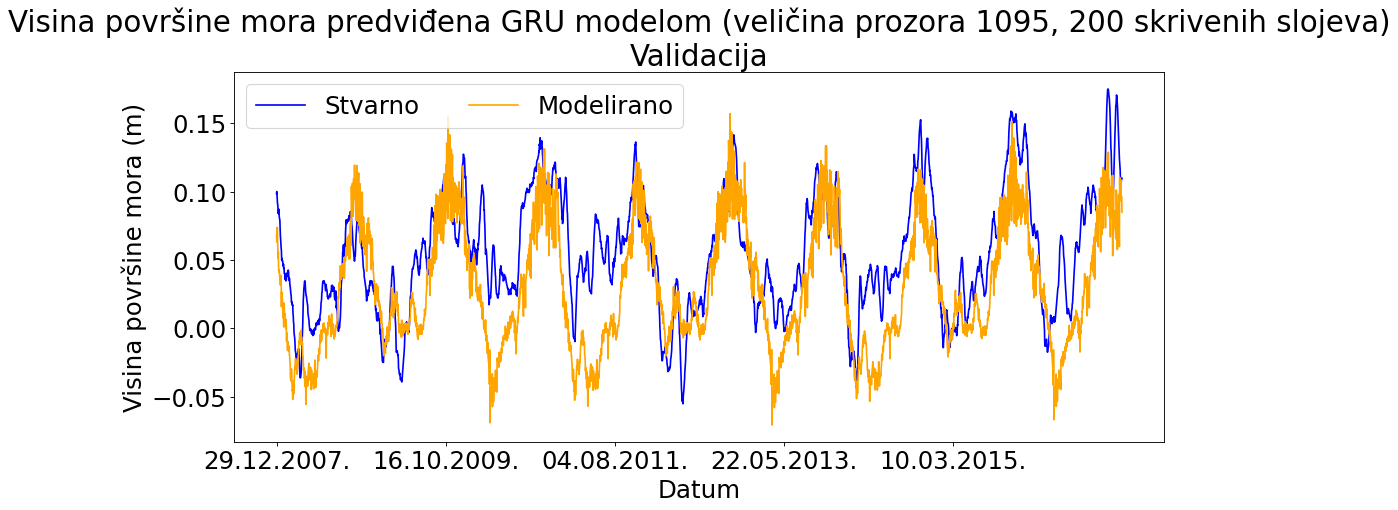 Visina površine mora predviđena GRU modelom (veličina prozora 1095, 200 skrivenih slojeva)
Validacija
Stvarno
Modelirano
Visina površine mora (m)
0.15
0.10
0.05
0.00
−0.05
29.12.2007.
16.10.2009.
04.08.2011.
22.05.2013.
10.03.2015.
Datum